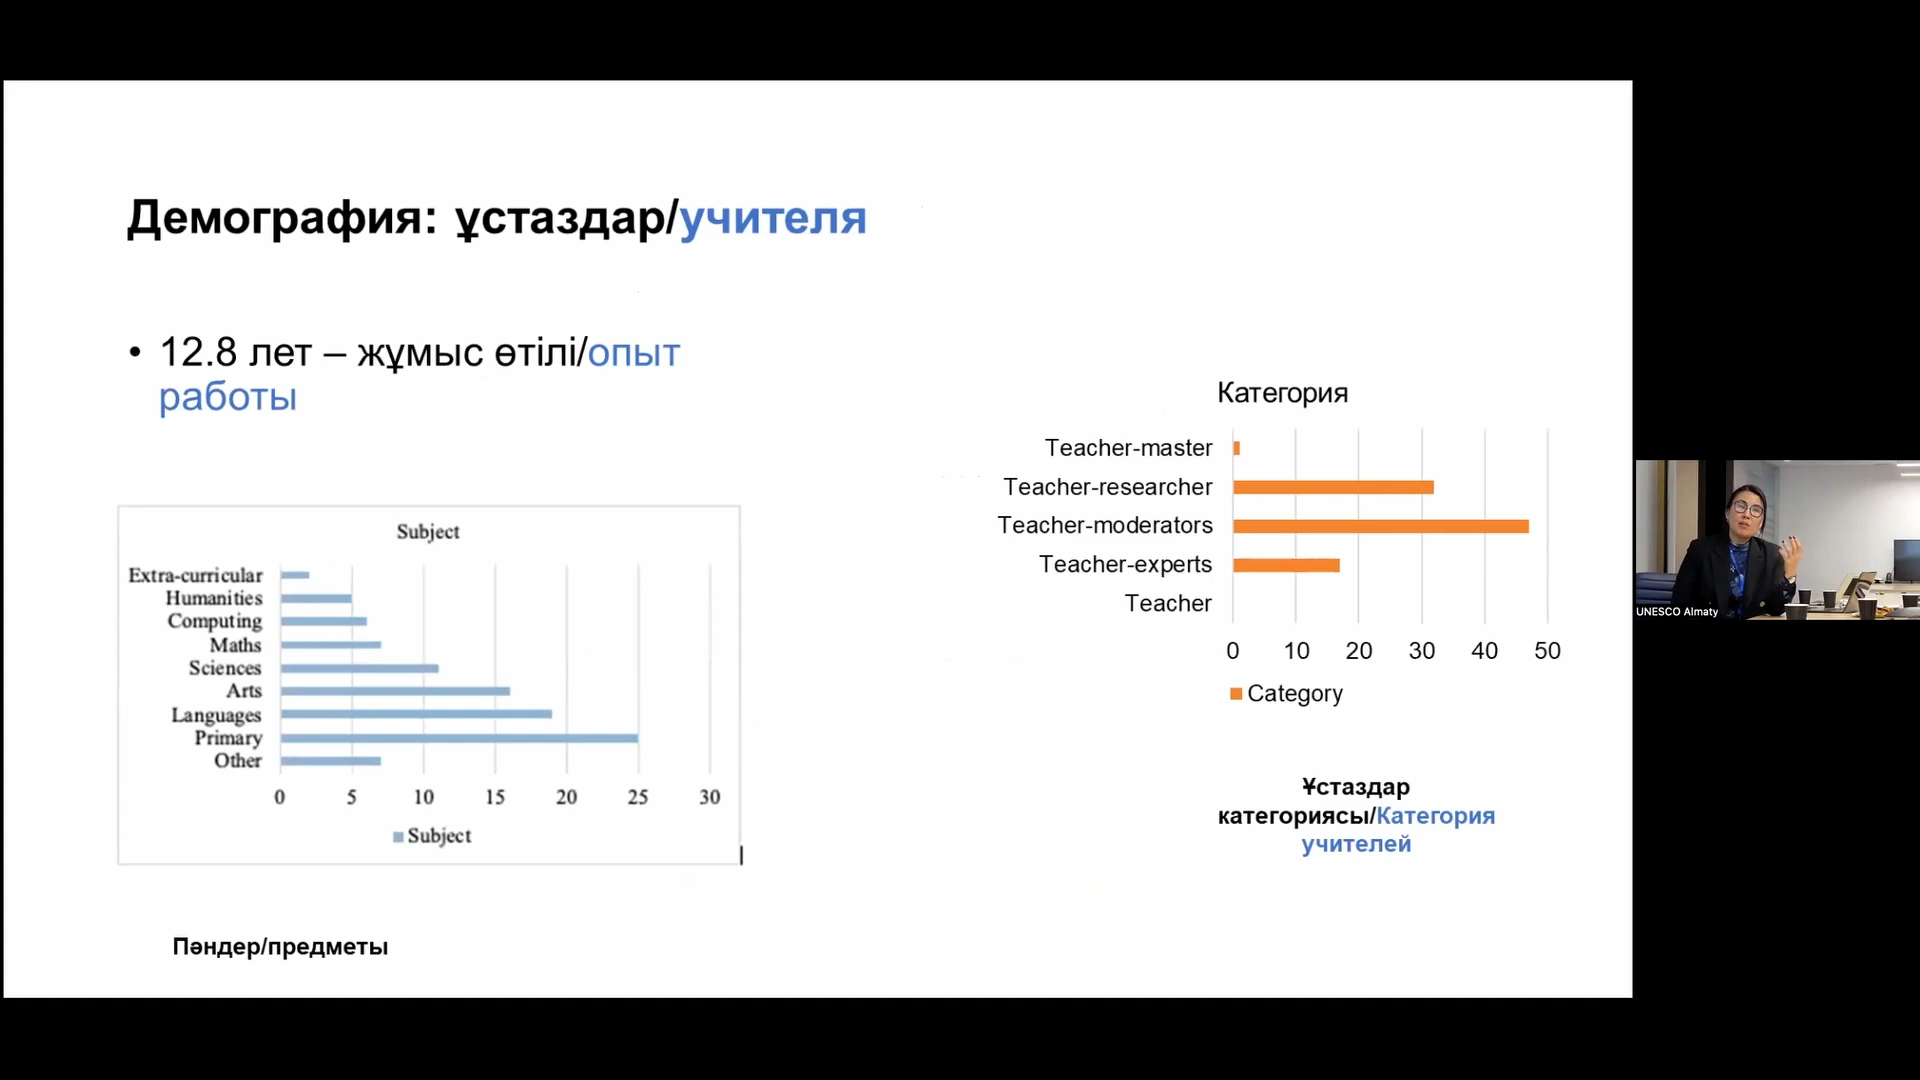 Демография: ұстаздар/учителя
• 12.8 лет – жұмыс өтілі/опыт
работы
Subject
Extra-curricular
Humanities
Computing
Maths
Sciences
Arts
Languages
Primary
Other
0 5 10 15 20 25 30
Subject
Пәндер/предметы
Категория
Teacher-master
Teacher-researcher
Teacher-moderators
Teacher-experts
Teacher
0 10 20 30 40 50
Category
Ұстаздар
категориясы/Категория
учителей
UNESCO Almaty